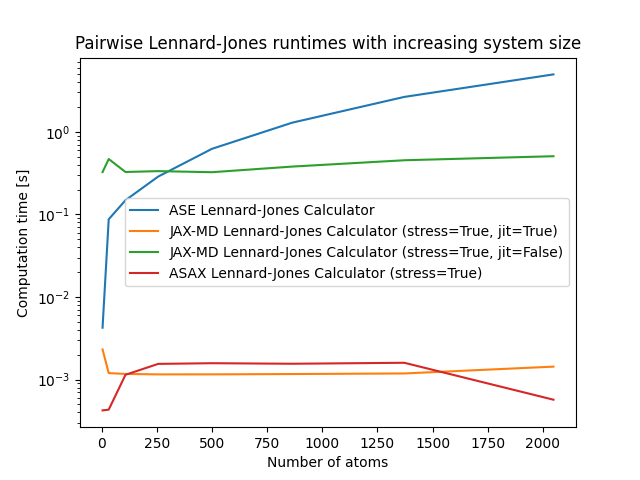 Pairwise Lennard-Jones runtimes with increasing system size
Computation time [s]
10⁰
10⁻¹
10⁻²
10⁻³
ASE Lennard-Jones Calculator
JAX-MD Lennard-Jones Calculator (stress=True, jit=True)
JAX-MD Lennard-Jones Calculator (stress=True, jit=False)
ASAX Lennard-Jones Calculator (stress=True)
0 250 500 750 1000 1250 1500 1750 2000
Number of atoms